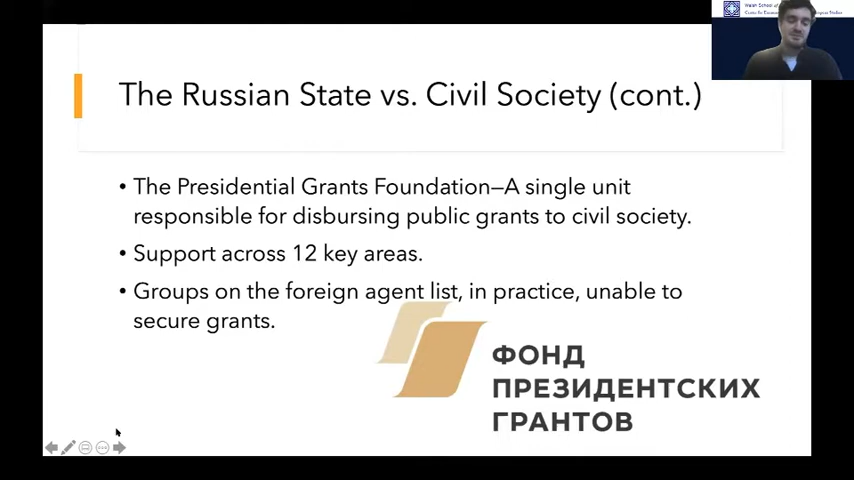 The Russian State vs. Civil Society (cont.)
• The Presidential Grants Foundation—A single unit
responsible for disbursing public grants to civil society.
• Support across 12 key areas.
• Groups on the foreign agent list, in practice, unable to
secure grants.
ФОНД
ПРЕЗИДЕНТСКИХ
ГРАНТОВ